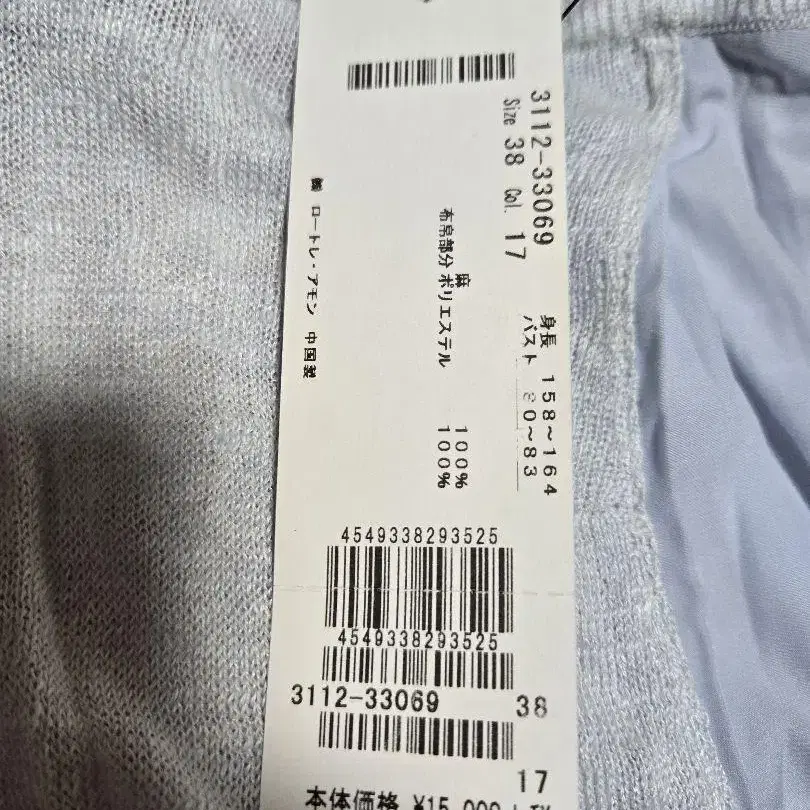 3112-33069
Size 38 Col. 17
身長 158～164
バスト 80～83
麻 100%
布帛部分 ポリエステル 100%
㈱ ロートレ・アモン 中国製
4549338293525
4549338293525
3112-33069 38
17
本体価格 ¥15,000+税